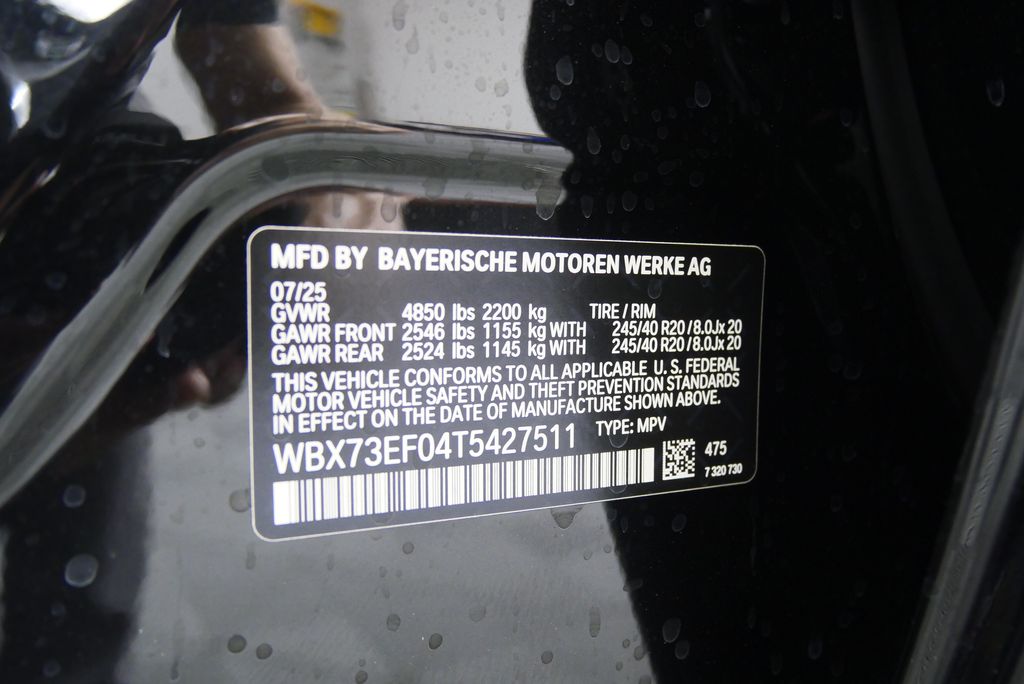 MFD BY BAYERISCHE MOTOREN WERKE AG
07/25
GVWR 4850 lbs 2200 kg TIRE / RIM
GAWR FRONT 2546 lbs 1155 kg WITH 245/40 R20 / 8.0Jx 20
GAWR REAR 2524 lbs 1145 kg WITH 245/40 R20 / 8.0Jx 20
THIS VEHICLE CONFORMS TO ALL APPLICABLE U. S. FEDERAL
MOTOR VEHICLE SAFETY AND THEFT PREVENTION STANDARDS
IN EFFECT ON THE DATE OF MANUFACTURE SHOWN ABOVE.
WBX73EF04T5427511 TYPE: MPV
475
7 320 730